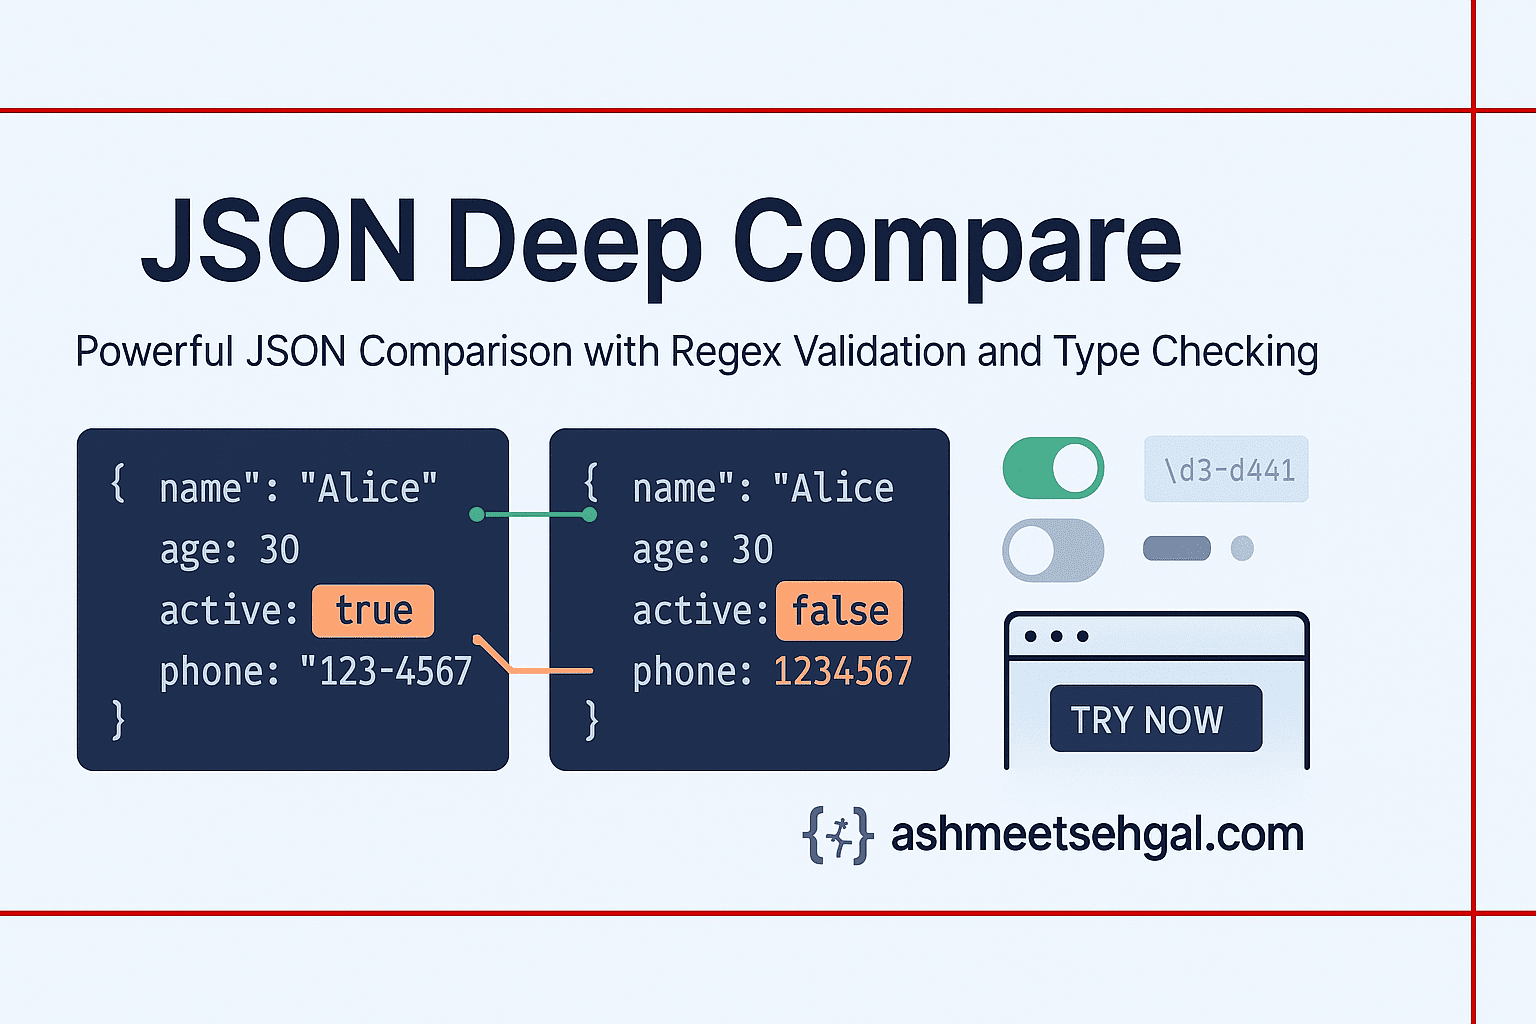 JSON Deep Compare
Powerful JSON Comparison with Regex Validation and Type Checking
{ name": "Alice"
age: 30
active: true
phone: "123-4567
}
{ name": "Alice
age: 30
active: false
phone: 1234567
}
\d3-d441
TRY NOW
{} ashmeetsehgal.com